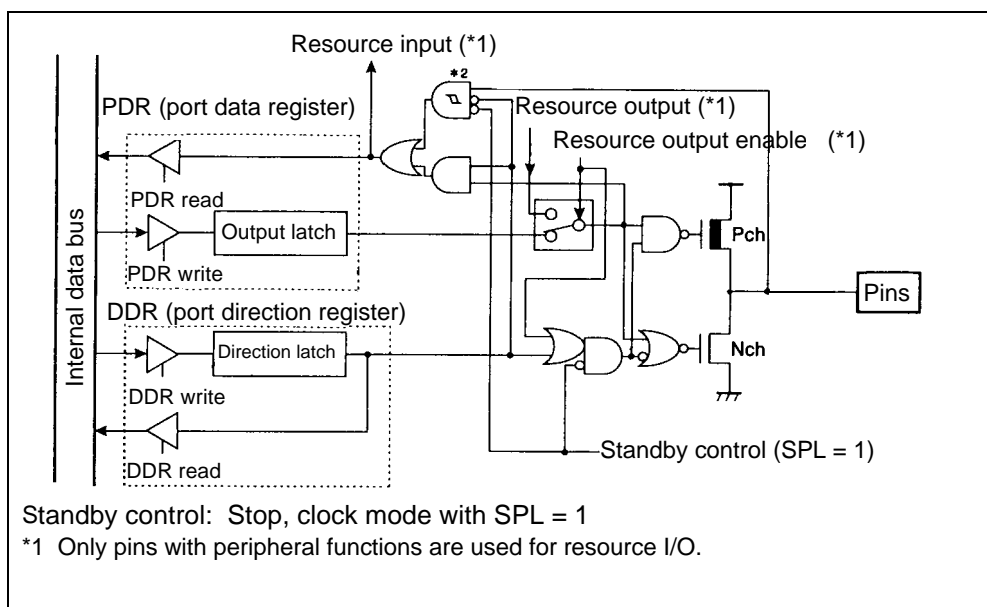 Resource input (*1)
*2
PDR (port data register)
Resource output (*1)
Resource output enable (*1)
PDR read
Output latch
PDR write
Pch
Pins
Internal data bus
DDR (port direction register)
Direction latch
Nch
DDR write
DDR read
Standby control (SPL = 1)
Standby control: Stop, clock mode with SPL = 1
*1 Only pins with peripheral functions are used for resource I/O.